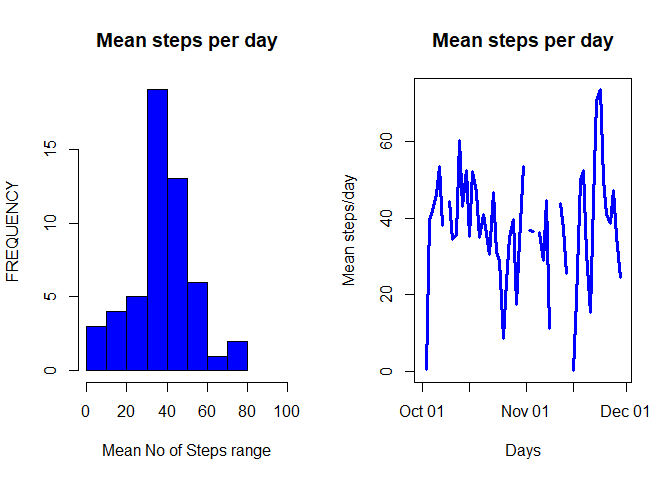 Mean steps per day
FREQUENCY
15
10
5
0
0 20 40 60 80 100
Mean No of Steps range
Mean steps per day
Mean steps/day
60
40
20
0
Oct 01 Nov 01 Dec 01
Days